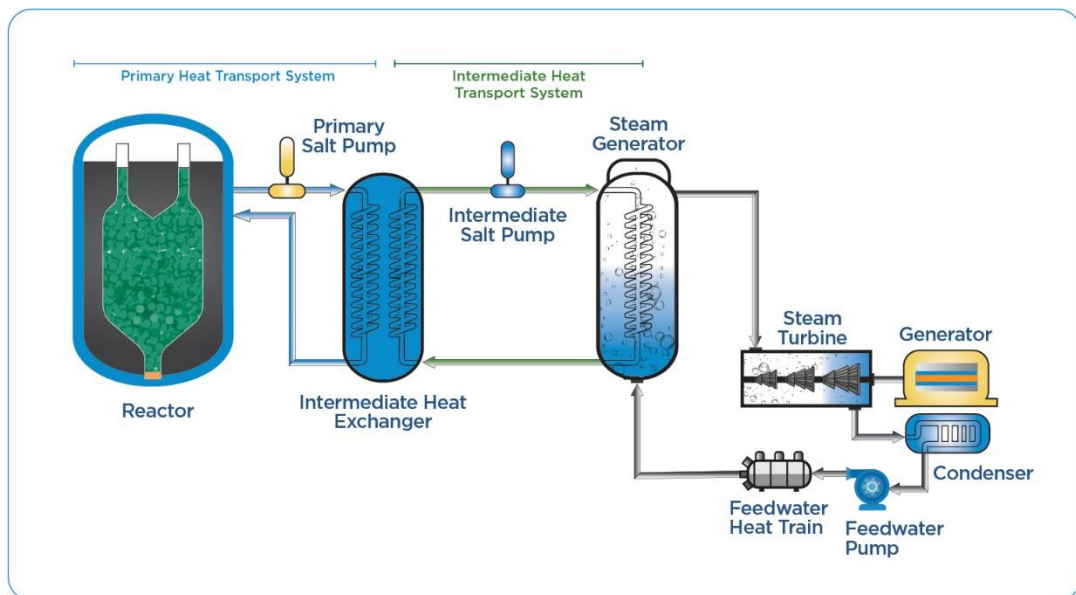 Primary Heat Transport System
Intermediate Heat
Transport System
Primary
Salt Pump
Steam
Generator
Intermediate
Salt Pump
Steam
Turbine
Generator
Reactor
Intermediate Heat
Exchanger
Condenser
Feedwater
Heat Train
Feedwater
Pump